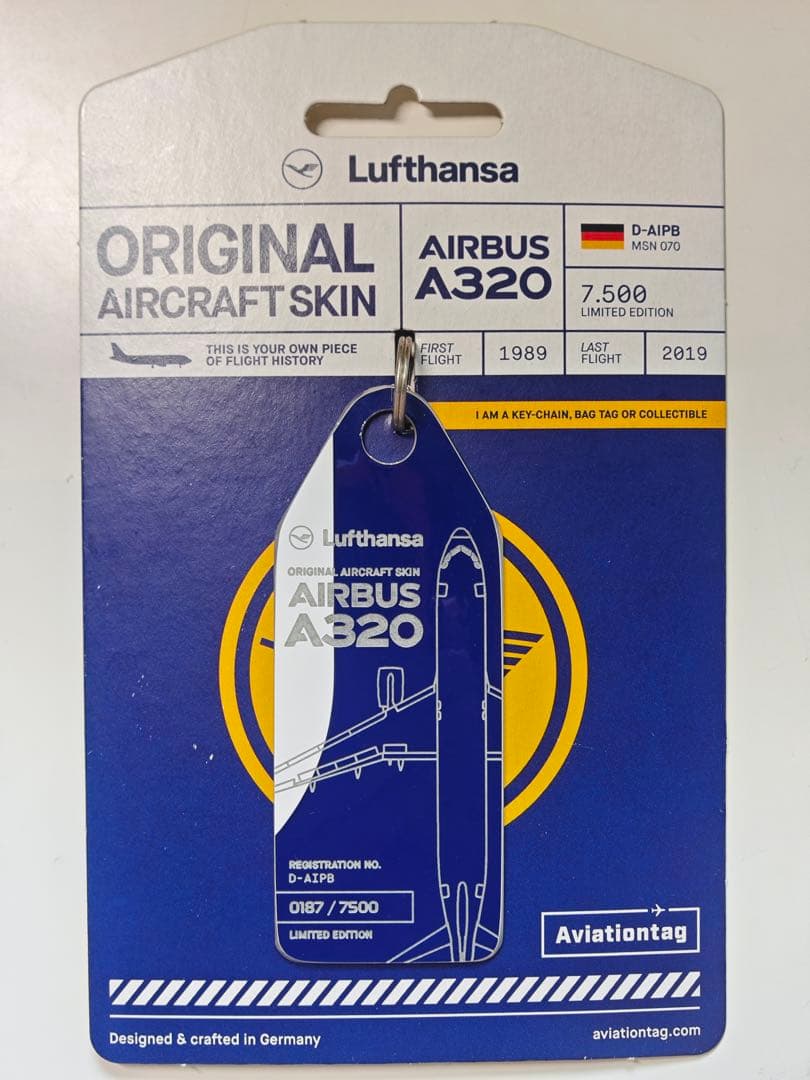 Lufthansa
ORIGINAL
AIRCRAFT SKIN
AIRBUS
A320
D-AIPB
MSN 070
7.500
LIMITED EDITION
THIS IS YOUR OWN PIECE
OF FLIGHT HISTORY
FIRST
FLIGHT
1989
LAST
FLIGHT
2019
I AM A KEY-CHAIN, BAG TAG OR COLLECTIBLE
Lufthansa
ORIGINAL AIRCRAFT SKIN
AIRBUS
A320
REGISTRATION NO.
D-AIPB
0187 / 7500
LIMITED EDITION
Aviationtag
Designed & crafted in Germany
aviationtag.com